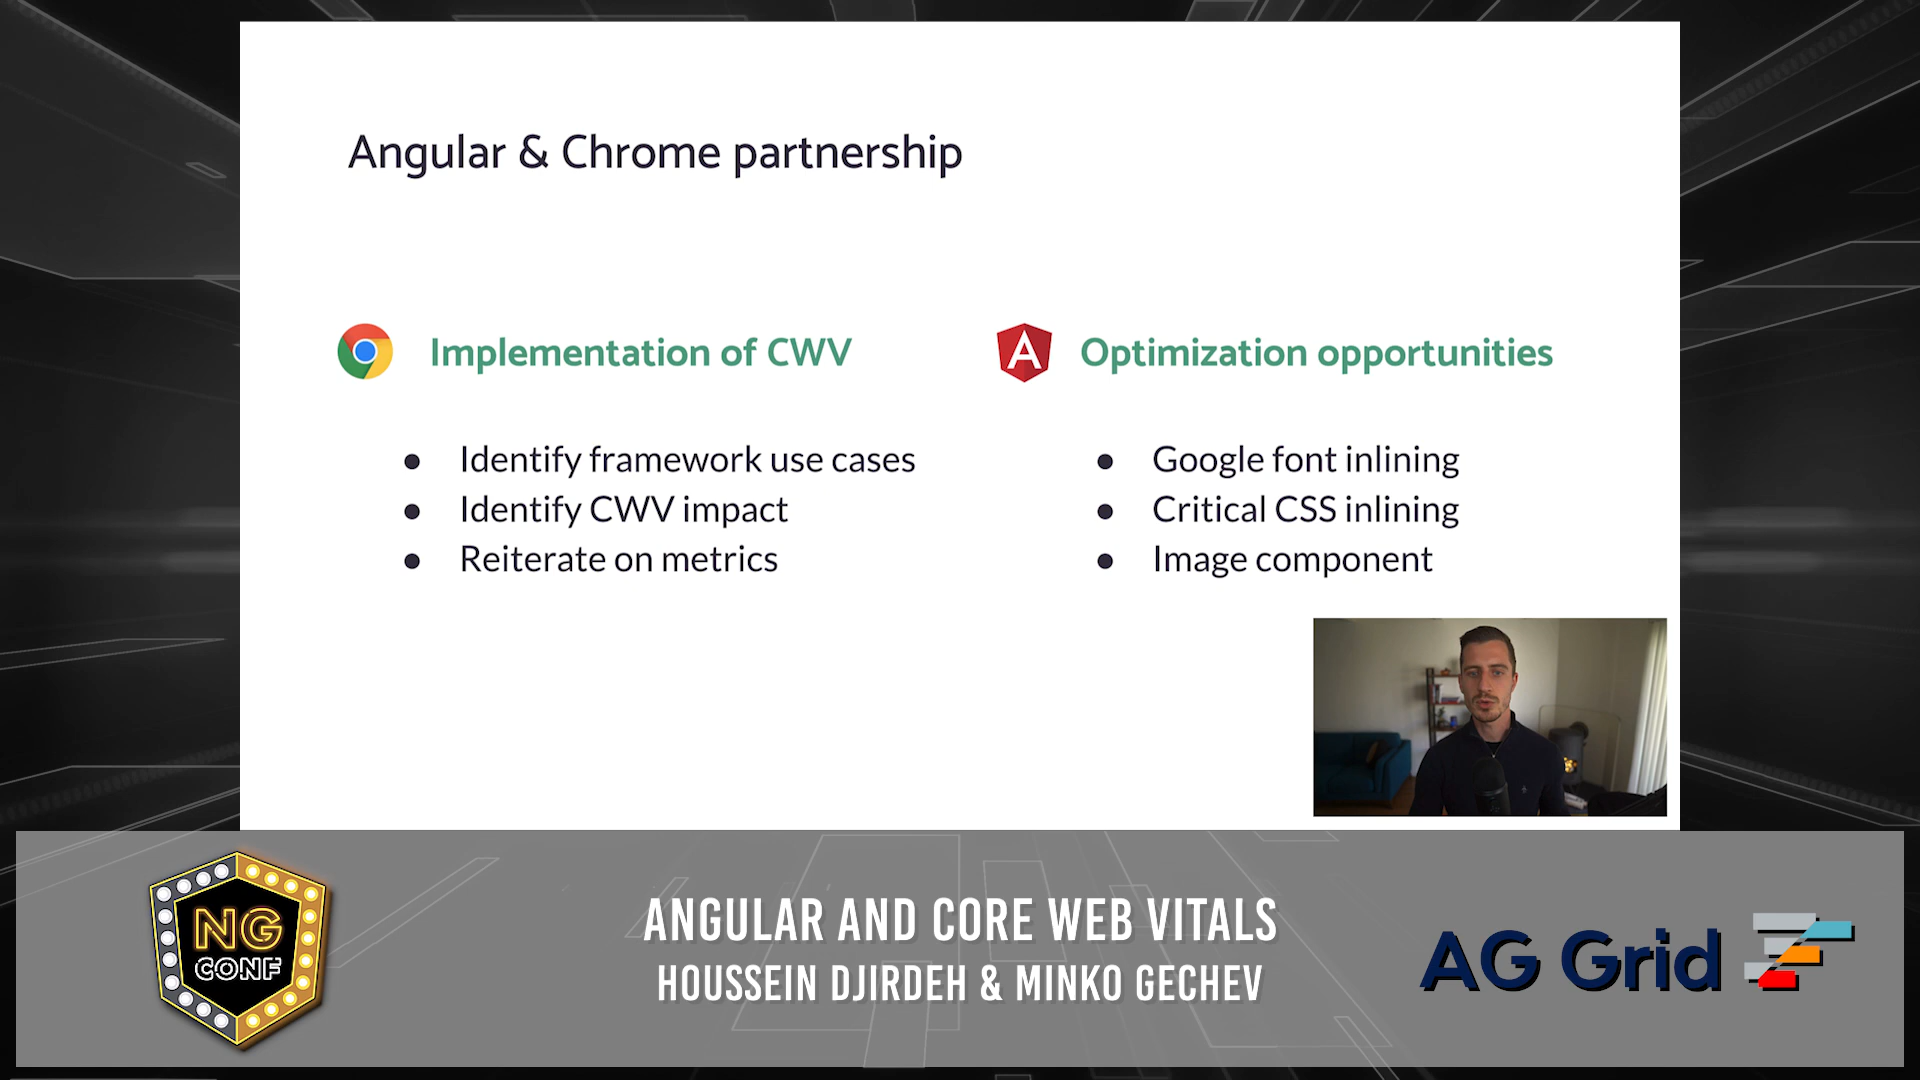 Angular & Chrome partnership
Implementation of CWV
● Identify framework use cases
● Identify CWV impact
● Reiterate on metrics
Optimization opportunities
● Google font inlining
● Critical CSS inlining
● Image component
NG
CONF
ANGULAR AND CORE WEB VITALS
HOUSSEIN DJIRDEH & MINKO GECHEV
AG Grid